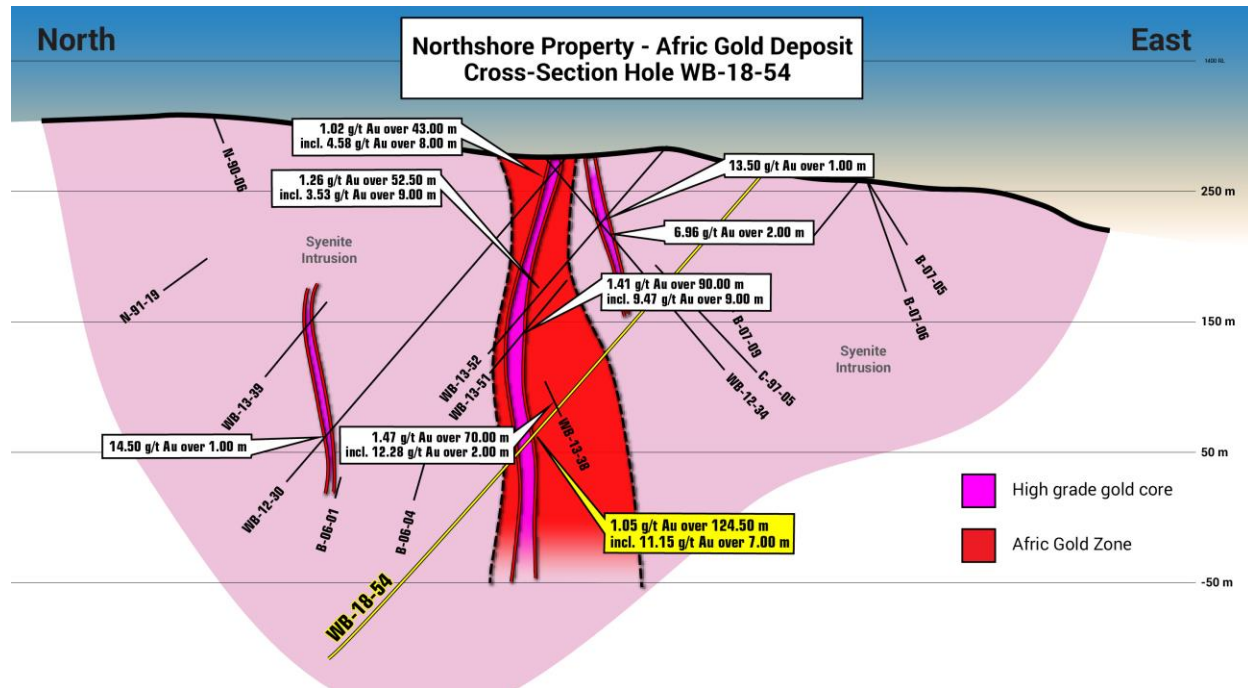 North
Northshore Property - Afric Gold Deposit
Cross-Section Hole WB-18-54
East
1400 EL
1.02 g/t Au over 43.00 m
incl. 4.58 g/t Au over 8.00 m
N-90-06
13.50 g/t Au over 1.00 m
1.26 g/t Au over 52.50 m
incl. 3.53 g/t Au over 9.00 m
250 m
6.96 g/t Au over 2.00 m
Syenite
Intrusion
N-91-19
1.41 g/t Au over 90.00 m
incl. 9.47 g/t Au over 9.00 m
B-07-05
B-07-06
150 m
B-07-09
C-97-05
WB-12-34
Syenite
Intrusion
WB-13-52
WB-13-51
WB-13-39
14.50 g/t Au over 1.00 m
1.47 g/t Au over 70.00 m
incl. 12.28 g/t Au over 2.00 m
WB-13-38
50 m
WB-12-30
B-06-01
B-06-04
High grade gold core
1.05 g/t Au over 124.50 m
incl. 11.15 g/t Au over 7.00 m
Afric Gold Zone
WB-18-54
-50 m